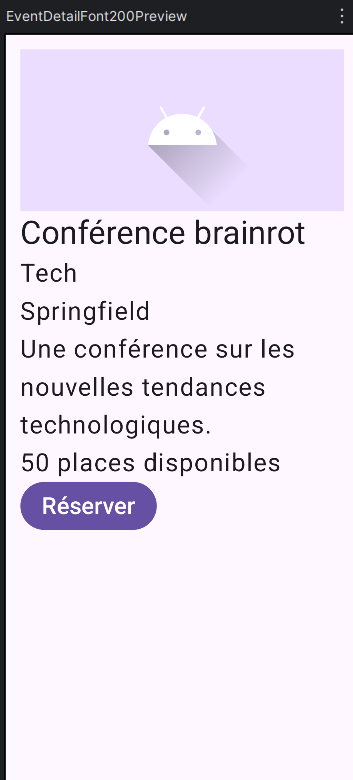 EventDetailFont200Preview
Conférence brainrot
Tech
Springfield
Une conférence sur les
nouvelles tendances
technologiques.
50 places disponibles
Réserver